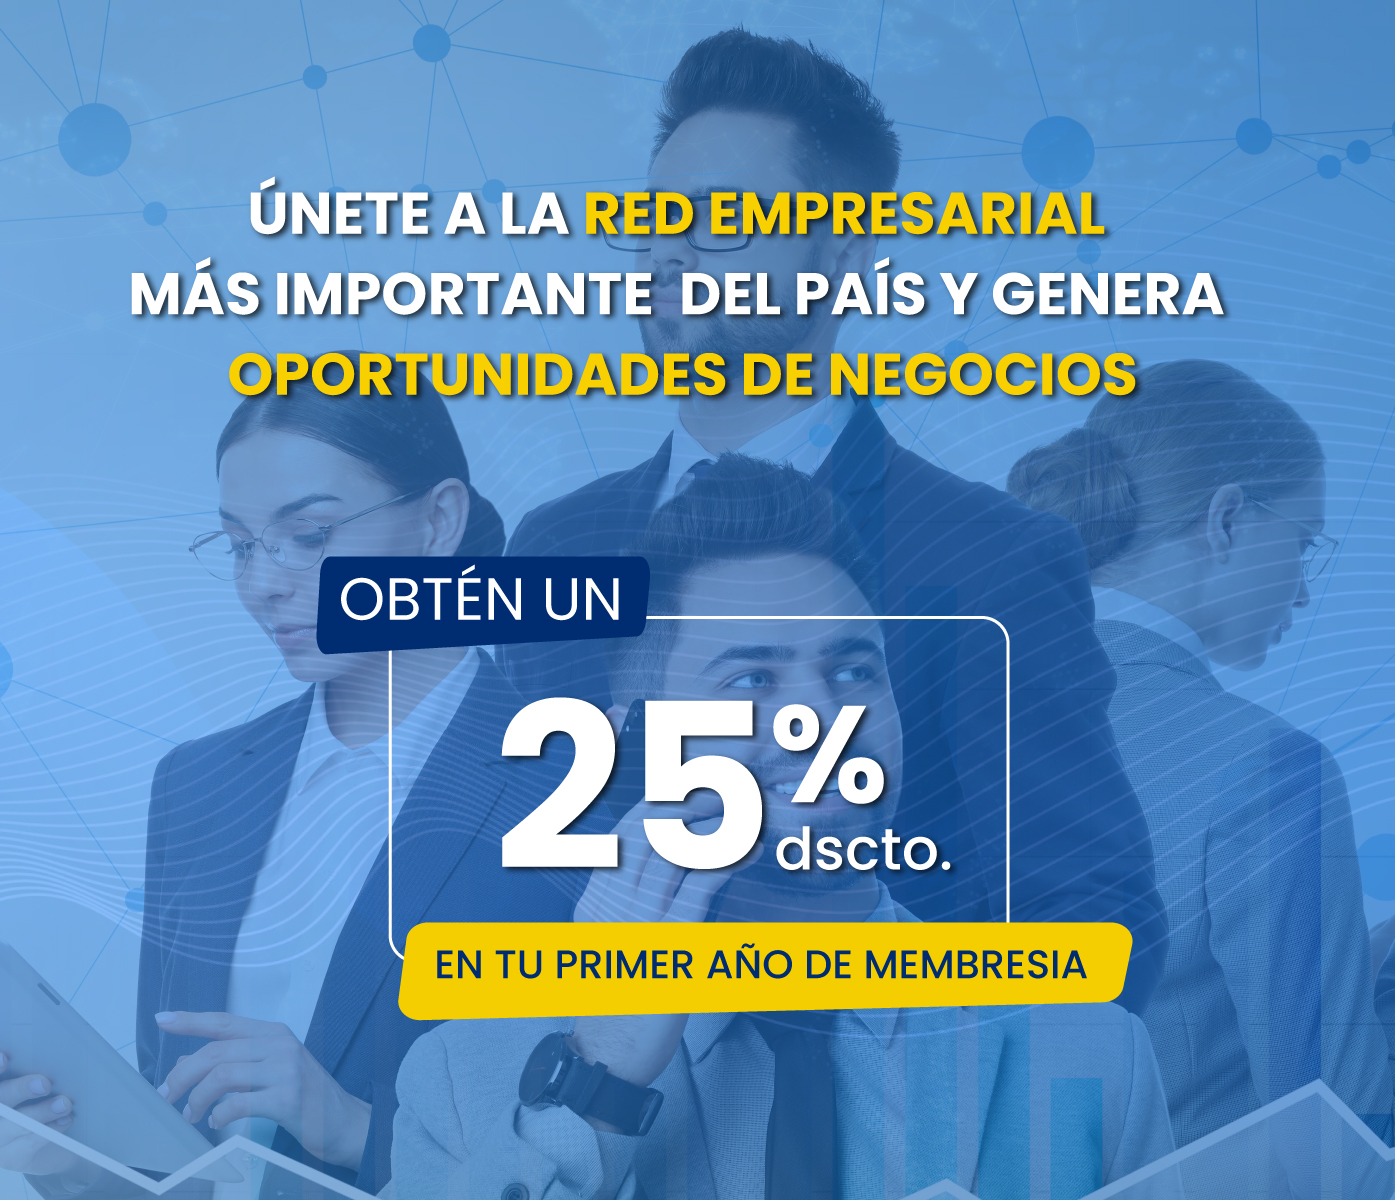 ÚNETE A LA RED EMPRESARIAL
MÁS IMPORTANTE DEL PAÍS Y GENERA
OPORTUNIDADES DE NEGOCIOS
OBTÉN UN
25%
dscto.
EN TU PRIMER AÑO DE MEMBRESIA